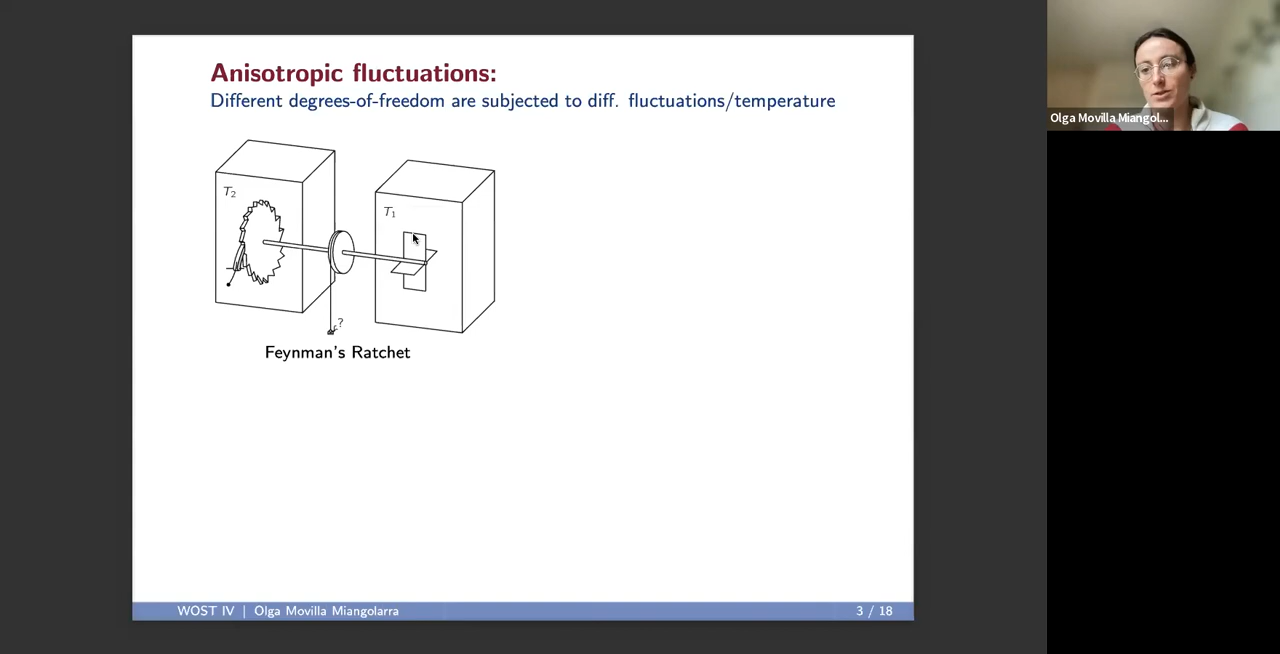 Anisotropic fluctuations:
Different degrees-of-freedom are subjected to diff. fluctuations/temperature
T2
T1
?
Feynman's Ratchet
WOST IV | Olga Movilla Miangolarra
3 / 18
Olga Movilla Miangol...